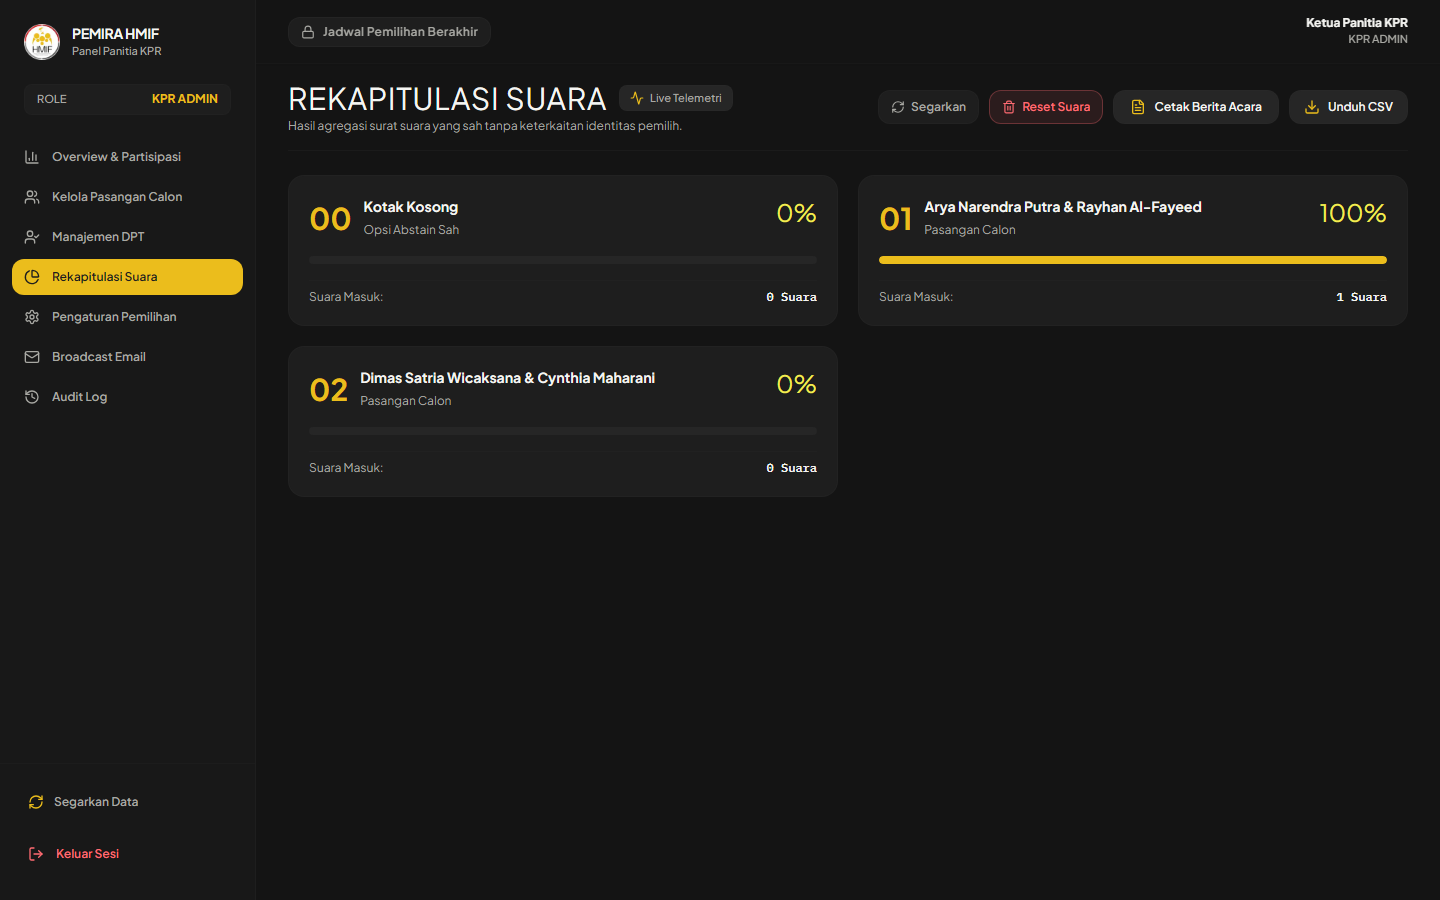 HMIF
PEMIRA HMIF
Panel Panitia KPR
ROLE KPR ADMIN
Overview & Partisipasi
Kelola Pasangan Calon
Manajemen DPT
Rekapitulasi Suara
Pengaturan Pemilihan
Broadcast Email
Audit Log
Segarkan Data
Keluar Sesi
Jadwal Pemilihan Berakhir
Ketua Panitia KPR
KPR ADMIN
REKAPITULASI SUARA
Live Telemetri
Hasil agregasi surat suara yang sah tanpa keterkaitan identitas pemilih.
Segarkan
Reset Suara
Cetak Berita Acara
Unduh CSV
00
Kotak Kosong
Opsi Abstain Sah
0%
Suara Masuk: 0 Suara
01
Arya Narendra Putra & Rayhan Al-Fayeed
Pasangan Calon
100%
Suara Masuk: 1 Suara
02
Dimas Satria Wicaksana & Cynthia Maharani
Pasangan Calon
0%
Suara Masuk: 0 Suara